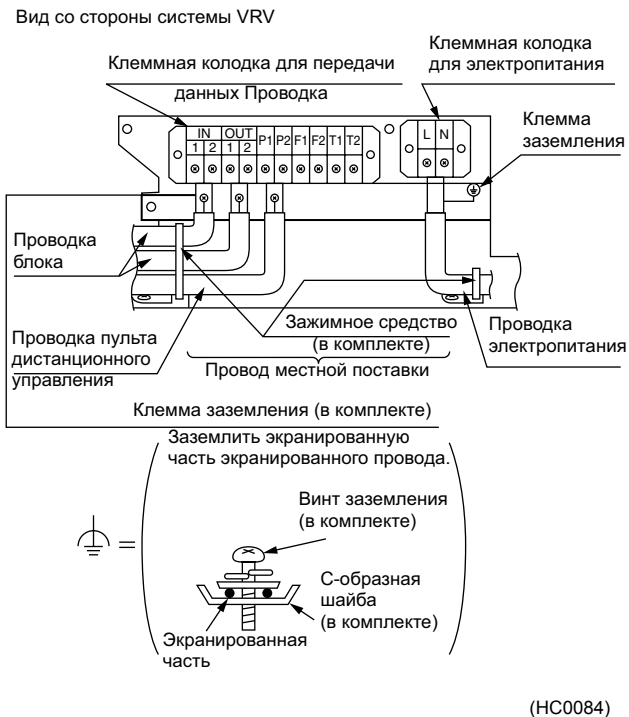 Вид со стороны системы VRV
Клеммная колодка
для электропитания
Клеммная колодка для передачи
данных Проводка
Клемма
заземления
IN OUT P1 P2 F1 F2 T1 T2
1 2 1 2
L N
Проводка
блока
Зажимное средство
(в комплекте)
Проводка
электропитания
Проводка пульта
дистанционного
управления
Провод местной поставки
Клемма заземления (в комплекте)
Заземлить экранированную
часть экранированного провода.
Винт заземления
(в комплекте)
=
С-образная
шайба
(в комплекте)
Экранированная
часть
(HC0084)